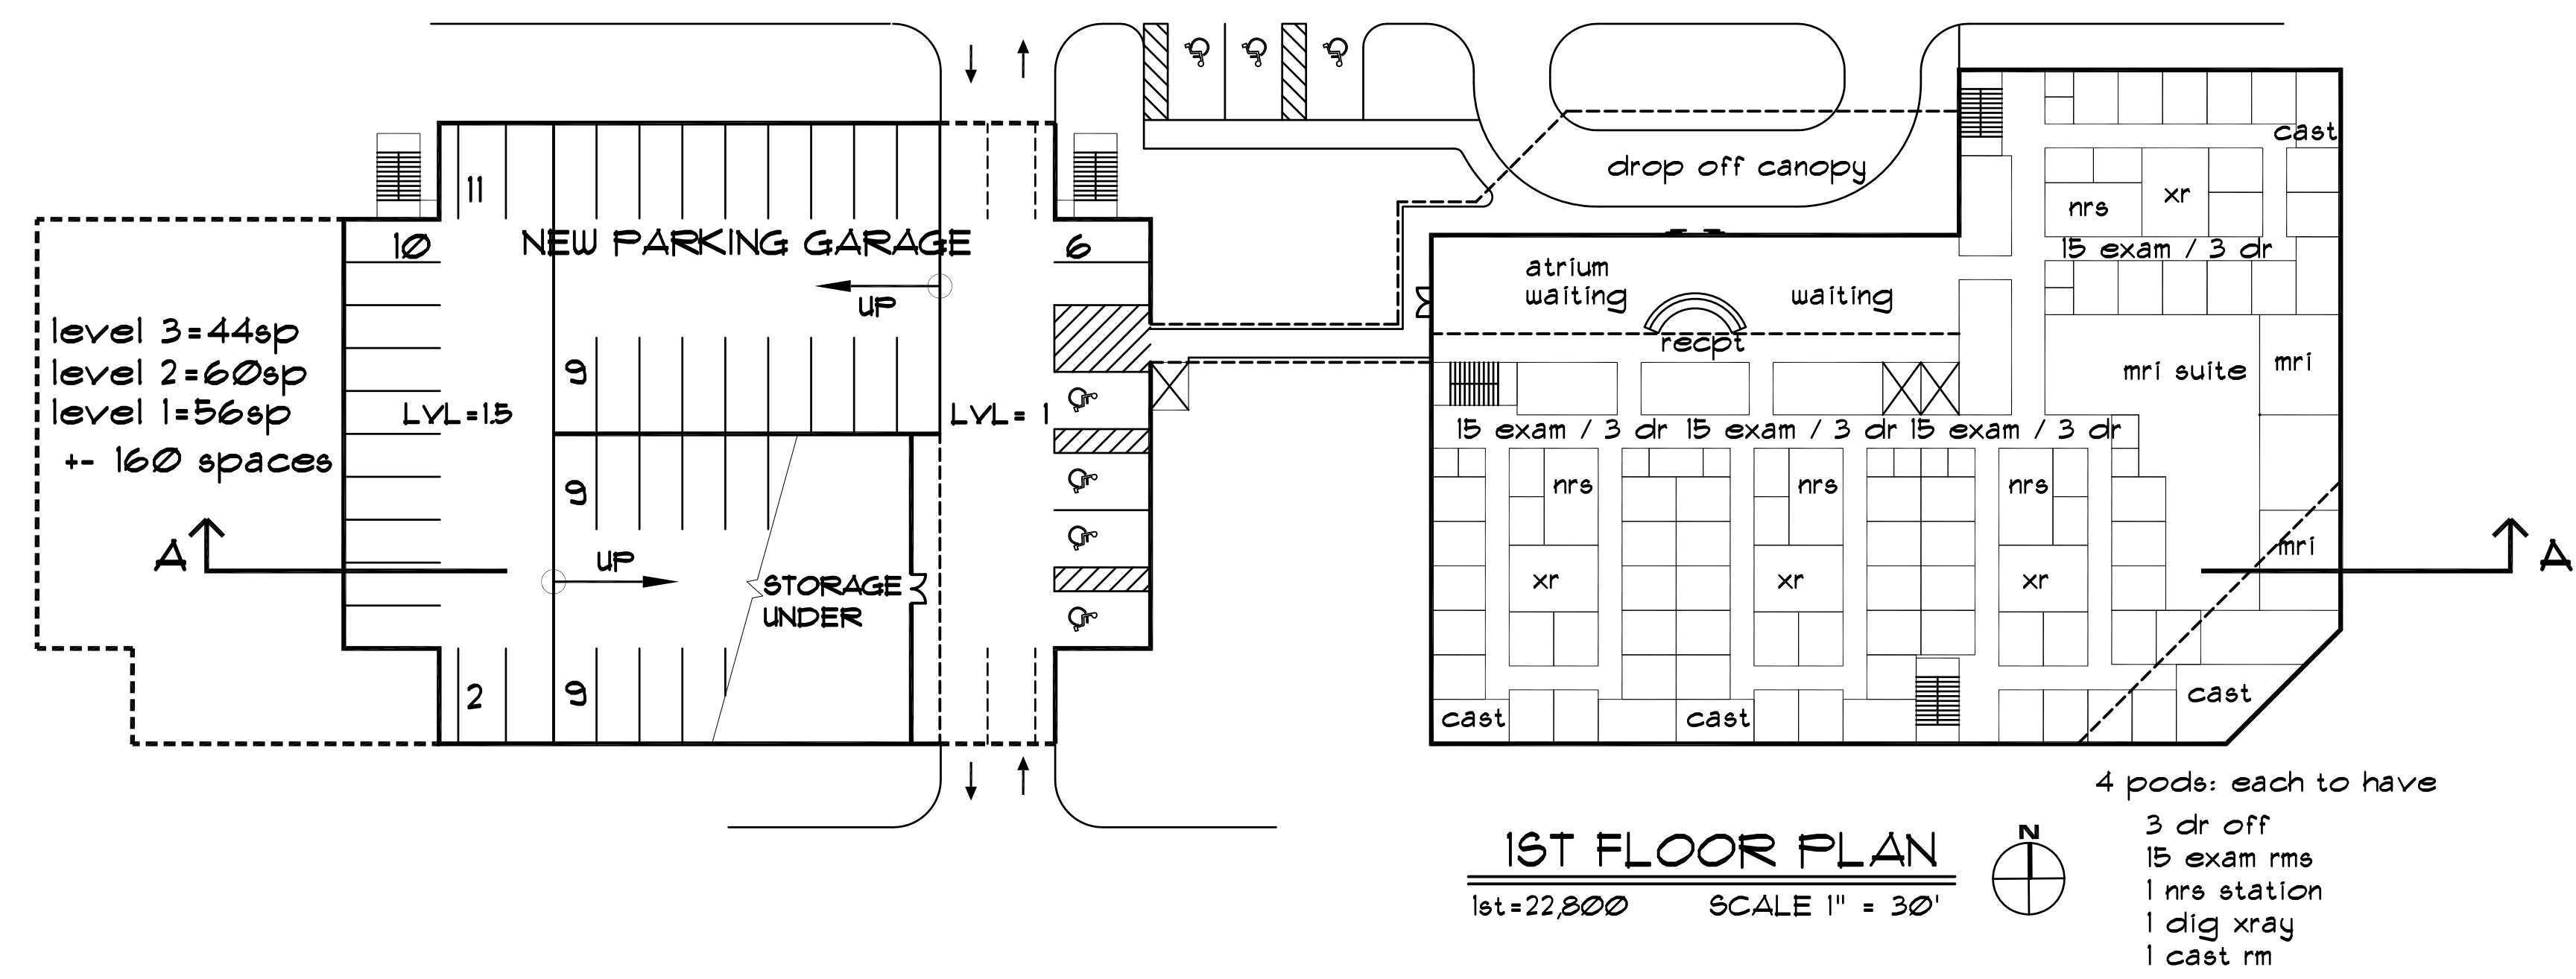 11
10
NEW PARKING GARAGE
6
UP
level 3=44sp
level 2=60sp
level 1=56sp
+- 160 spaces
9
LVL=1.5
LVL= 1
9
A
UP
STORAGE
UNDER
2
9
drop off canopy
atrium
waiting
waiting
recpt
cast
nrs
xr
15 exam / 3 dr
mri suite
mri
15 exam / 3 dr
15 exam / 3 dr
15 exam / 3 dr
nrs
nrs
nrs
mri
A
xr
xr
xr
cast
cast
cast
1ST FLOOR PLAN
1st=22,800
SCALE 1" = 30'
N
4 pods: each to have
3 dr off
15 exam rms
1 nrs station
1 dig xray
1 cast rm